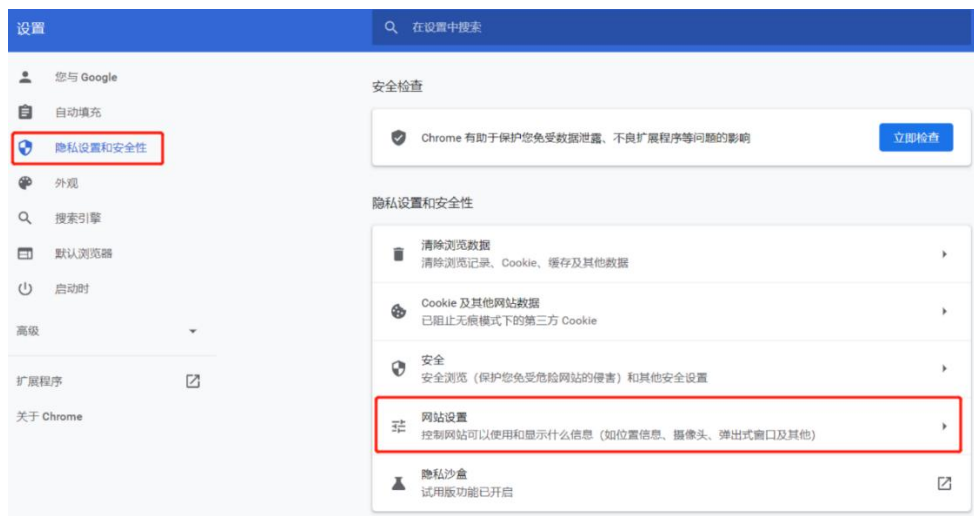 设置
在设置中搜索
您与 Google
自动填充
隐私设置和安全性
外观
搜索引擎
默认浏览器
启动时
高级
扩展程序
关于 Chrome
安全检查
Chrome 有助于保护您免受数据泄露、不良扩展程序等问题的影响
立即检查
隐私设置和安全性
清除浏览数据
清除浏览记录、Cookie、缓存及其他数据
Cookie 及其他网站数据
已阻止无痕模式下的第三方 Cookie
安全
安全浏览（保护您免受危险网站的侵害）和其他安全设置
网站设置
控制网站可以使用和显示什么信息（如位置信息、摄像头、弹出式窗口及其他）
隐私沙盒
试用版功能已开启